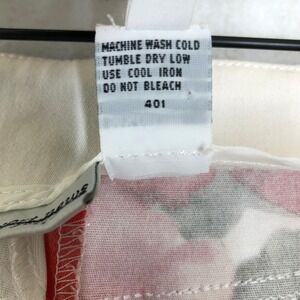 MACHINE WASH COLD
TUMBLE DRY LOW
USE COOL IRON
DO NOT BLEACH
401